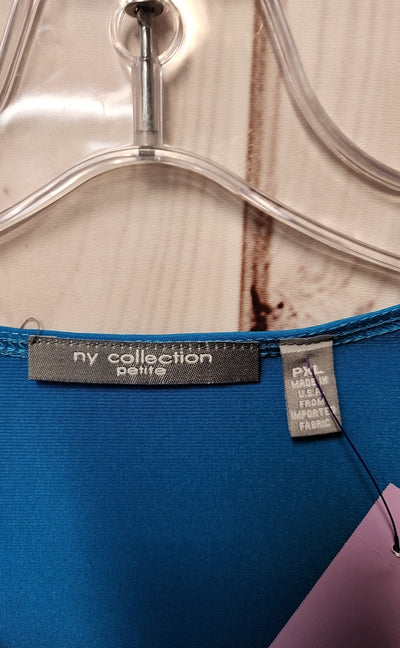 ny collection
petite
PXL
MADE IN
U.S.A
FROM
IMPORTED
FABRIC